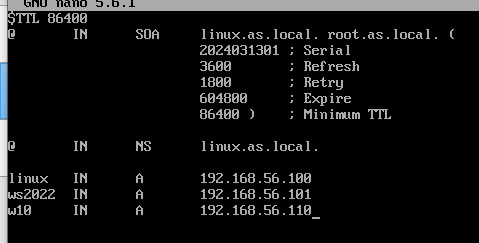 GNU nano 5.6.1
$TTL 86400
@ IN SOA linux.as.local. root.as.local. (
2024031301 ; Serial
3600 ; Refresh
1800 ; Retry
604800 ; Expire
86400 ) ; Minimum TTL
@ IN NS linux.as.local.
linux IN A 192.168.56.100
ws2022 IN A 192.168.56.101
w10 IN A 192.168.56.110